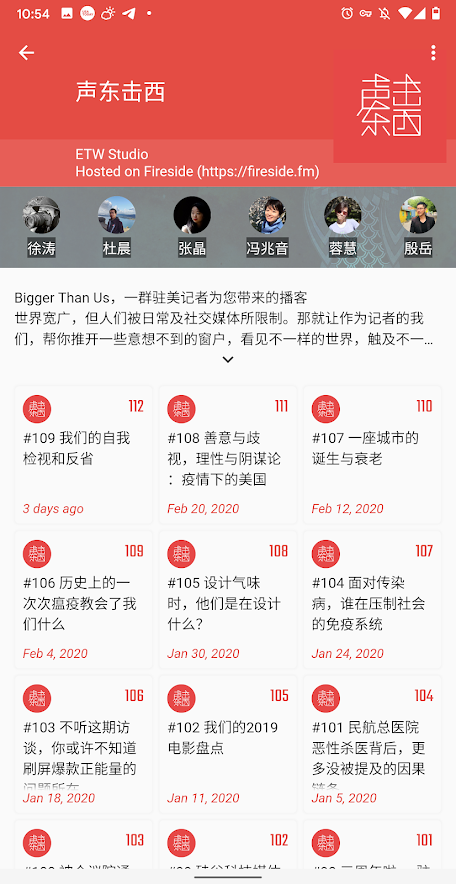 10:54
声东击西
声东击西
ETW Studio
Hosted on Fireside (https://fireside.fm)
徐涛
杜晨
张晶
冯兆音
蓉慧
殷岳
Bigger Than Us，一群驻美记者为您带来的播客
世界宽广，但人们被日常及社交媒体所限制。那就让作为记者的我
们，帮你推开一些意想不到的窗户，看见不一样的世界，触及不一…
112
#109 我们的自我
检视和反省
3 days ago
111
#108 善意与歧
视，理性与阴谋论
：疫情下的美国
Feb 20, 2020
110
#107 一座城市的
诞生与衰老
Feb 12, 2020
109
#106 历史上的一
次次瘟疫教会了我
们什么
Feb 4, 2020
108
#105 设计气味
时，他们是在设计
什么？
Jan 30, 2020
107
#104 面对传染
病，谁在压制社会
的免疫系统
Jan 24, 2020
106
#103 不听这期访
谈，你或许不知道
刷屏爆款正能量的
Jan 18, 2020
105
#102 我们的2019
电影盘点
Jan 11, 2020
104
#101 民航总医院
恶性杀医背后，更
多没被提及的因果
链条
Jan 5, 2020
103
102
101